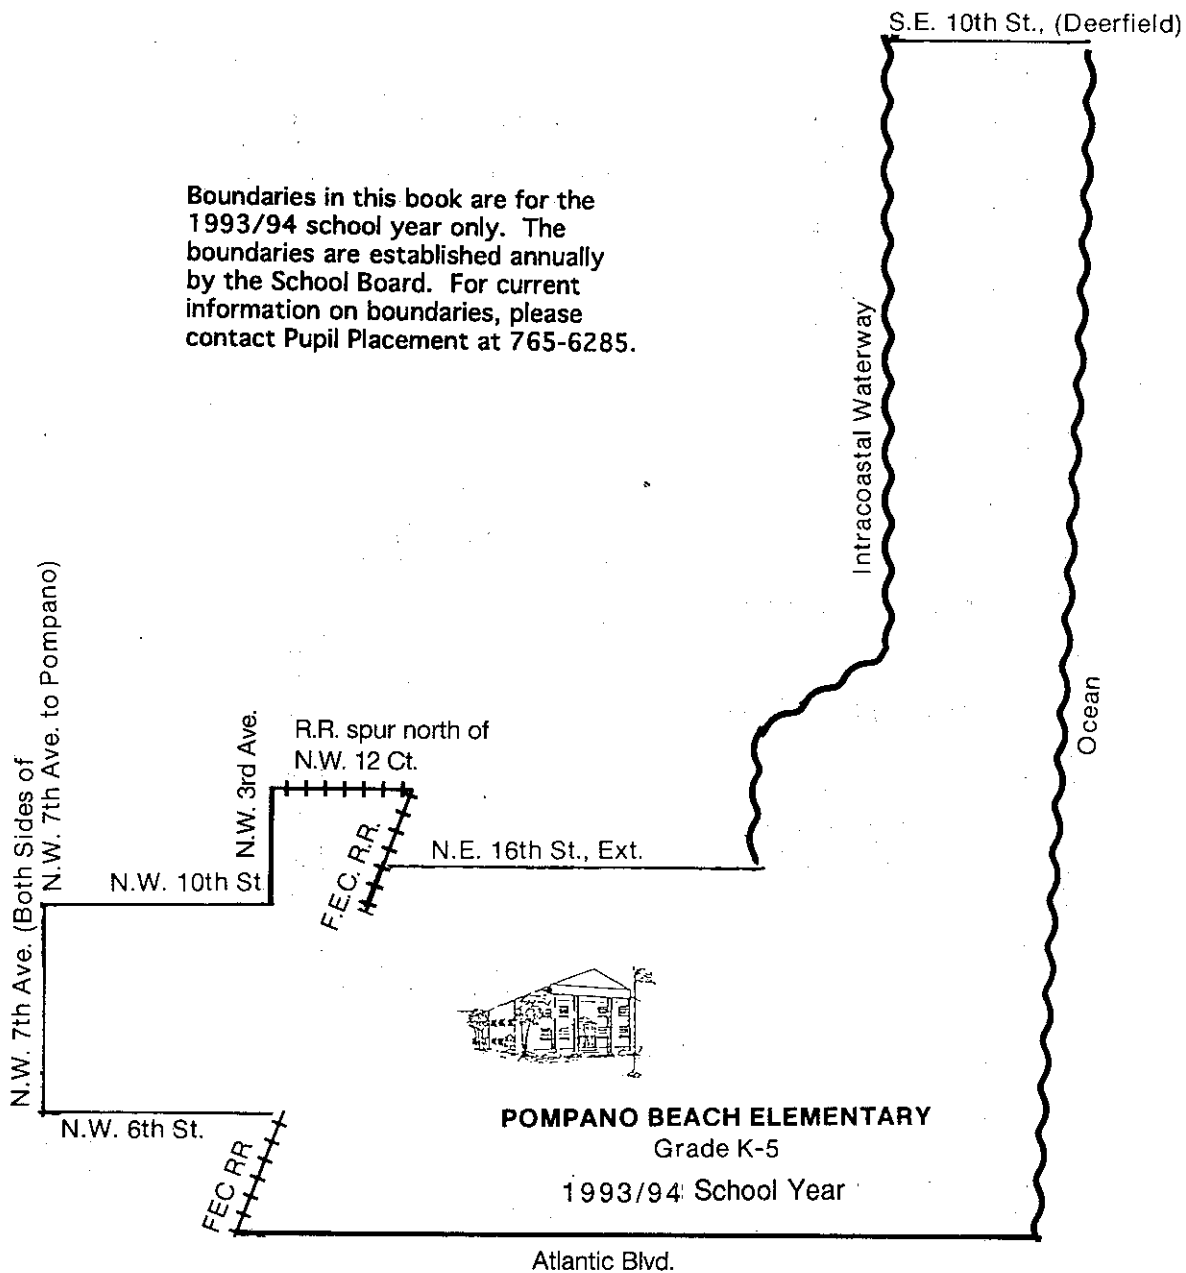 S.E. 10th St., (Deerfield)
Boundaries in this book are for the
1993/94 school year only. The
boundaries are established annually
by the School Board. For current
information on boundaries, please
contact Pupil Placement at 765-6285.
Intracoastal Waterway
Ocean
N.W. 7th Ave. (Both Sides of
N.W. 7th Ave. to Pompano)
N.W. 3rd Ave.
R.R. spur north of
N.W. 12 Ct.
F.E.C. R.R.
N.E. 16th St., Ext.
N.W. 10th St
N.W. 6th St.
FEC RR
POMPANO BEACH ELEMENTARY
Grade K-5
1993/94 School Year
Atlantic Blvd.